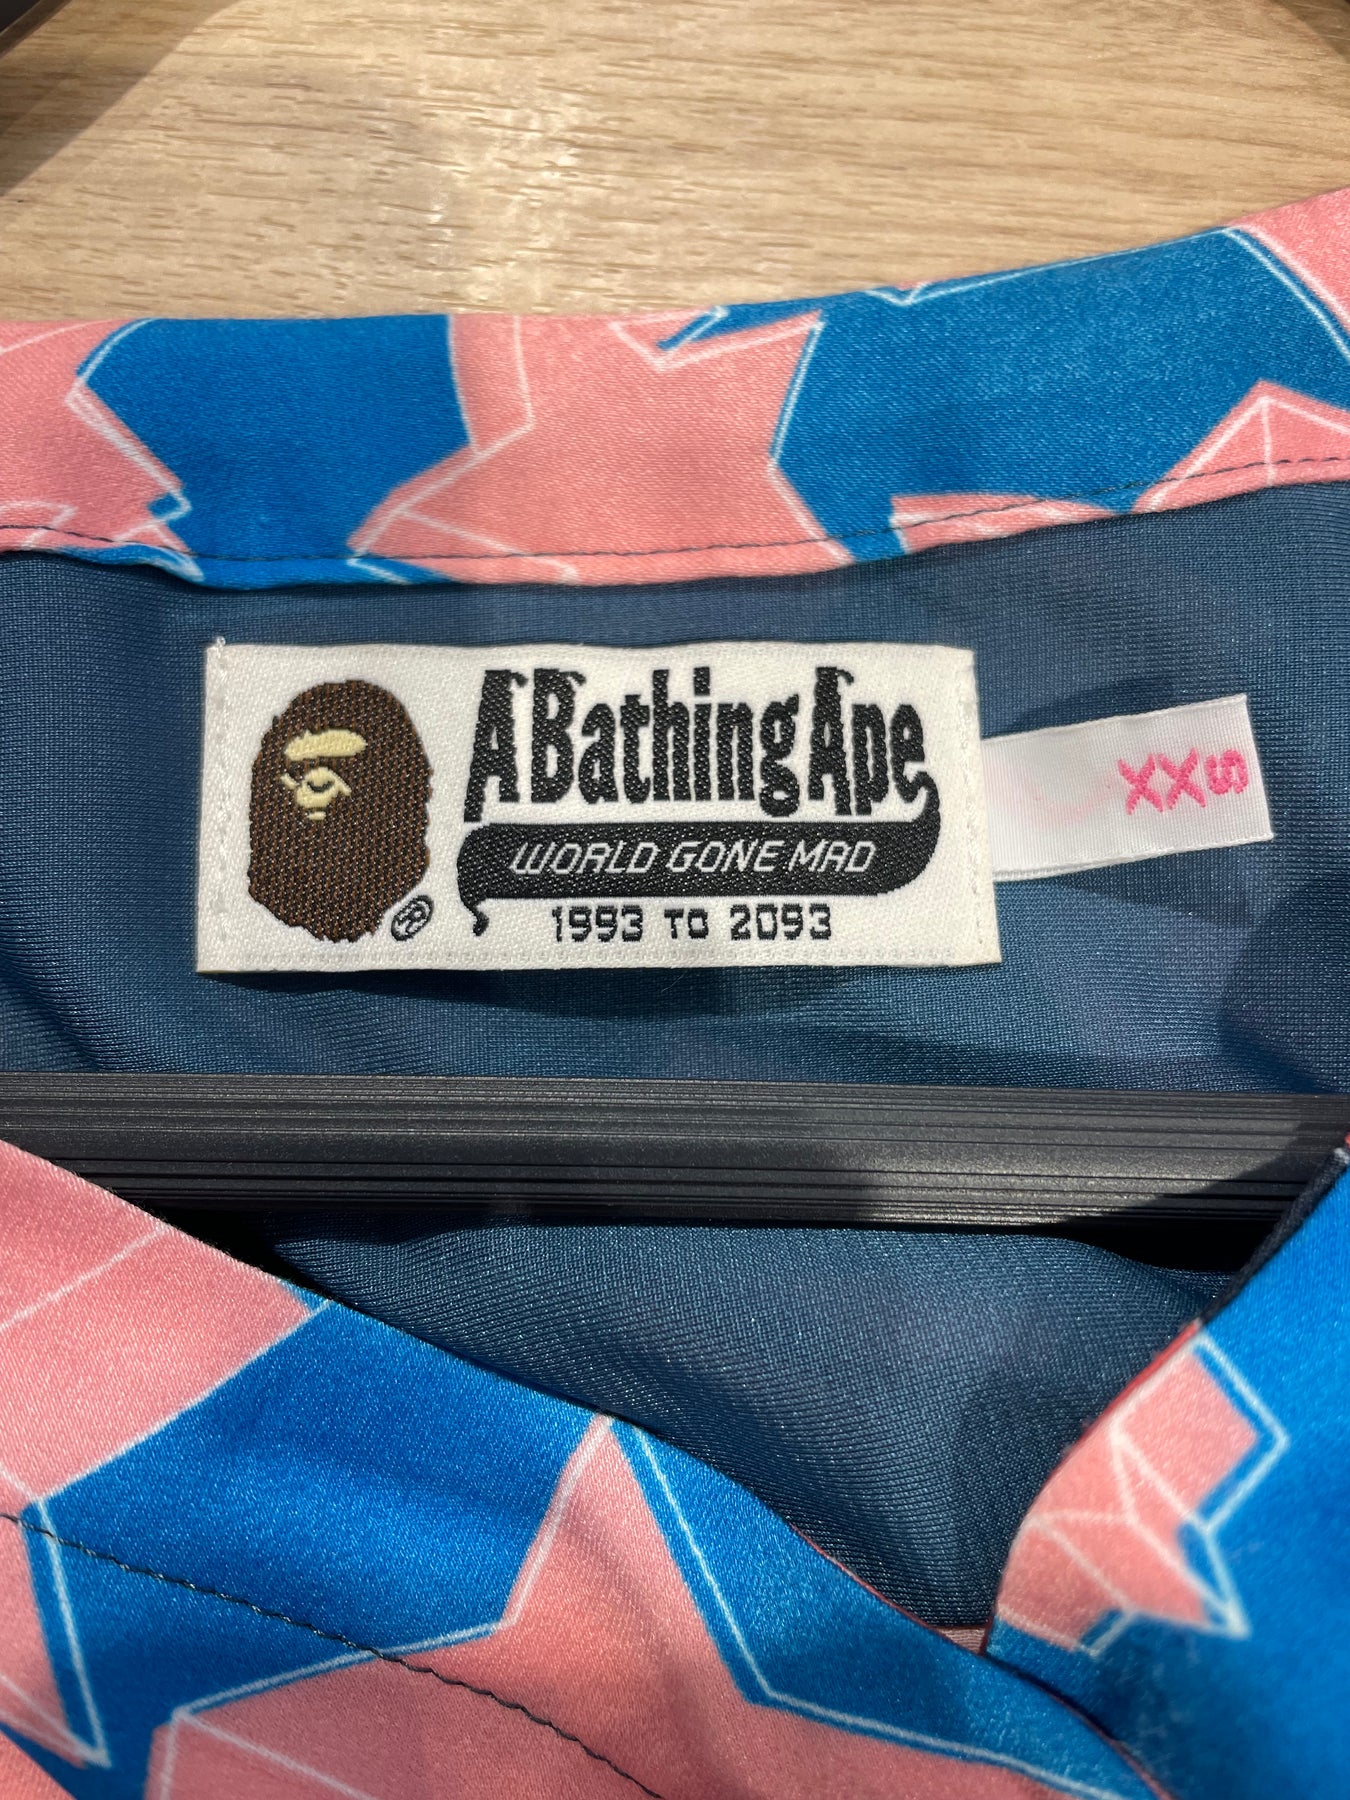 A Bathing Ape
WORLD GONE MAD
1993 TO 2093
®
XXS